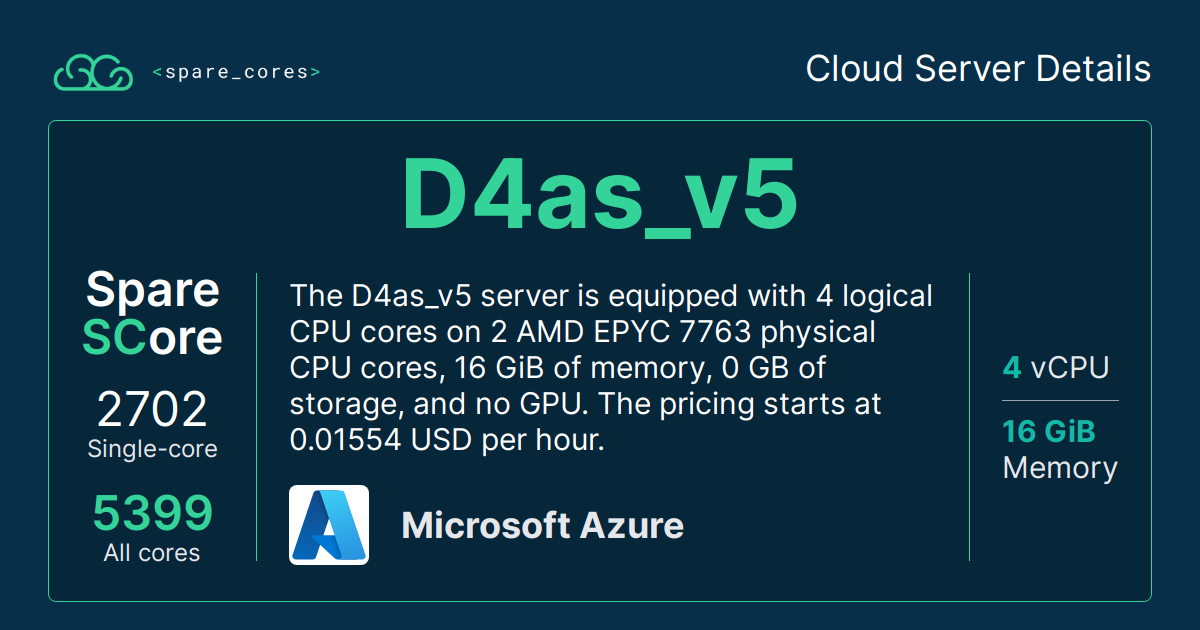 <spare_cores>
Cloud Server Details
D4as_v5
Spare
SCore
2702
Single-core
5399
All cores
The D4as_v5 server is equipped with 4 logical
CPU cores on 2 AMD EPYC 7763 physical
CPU cores, 16 GiB of memory, 0 GB of
storage, and no GPU. The pricing starts at
0.01554 USD per hour.
Microsoft Azure
4 vCPU
16 GiB
Memory